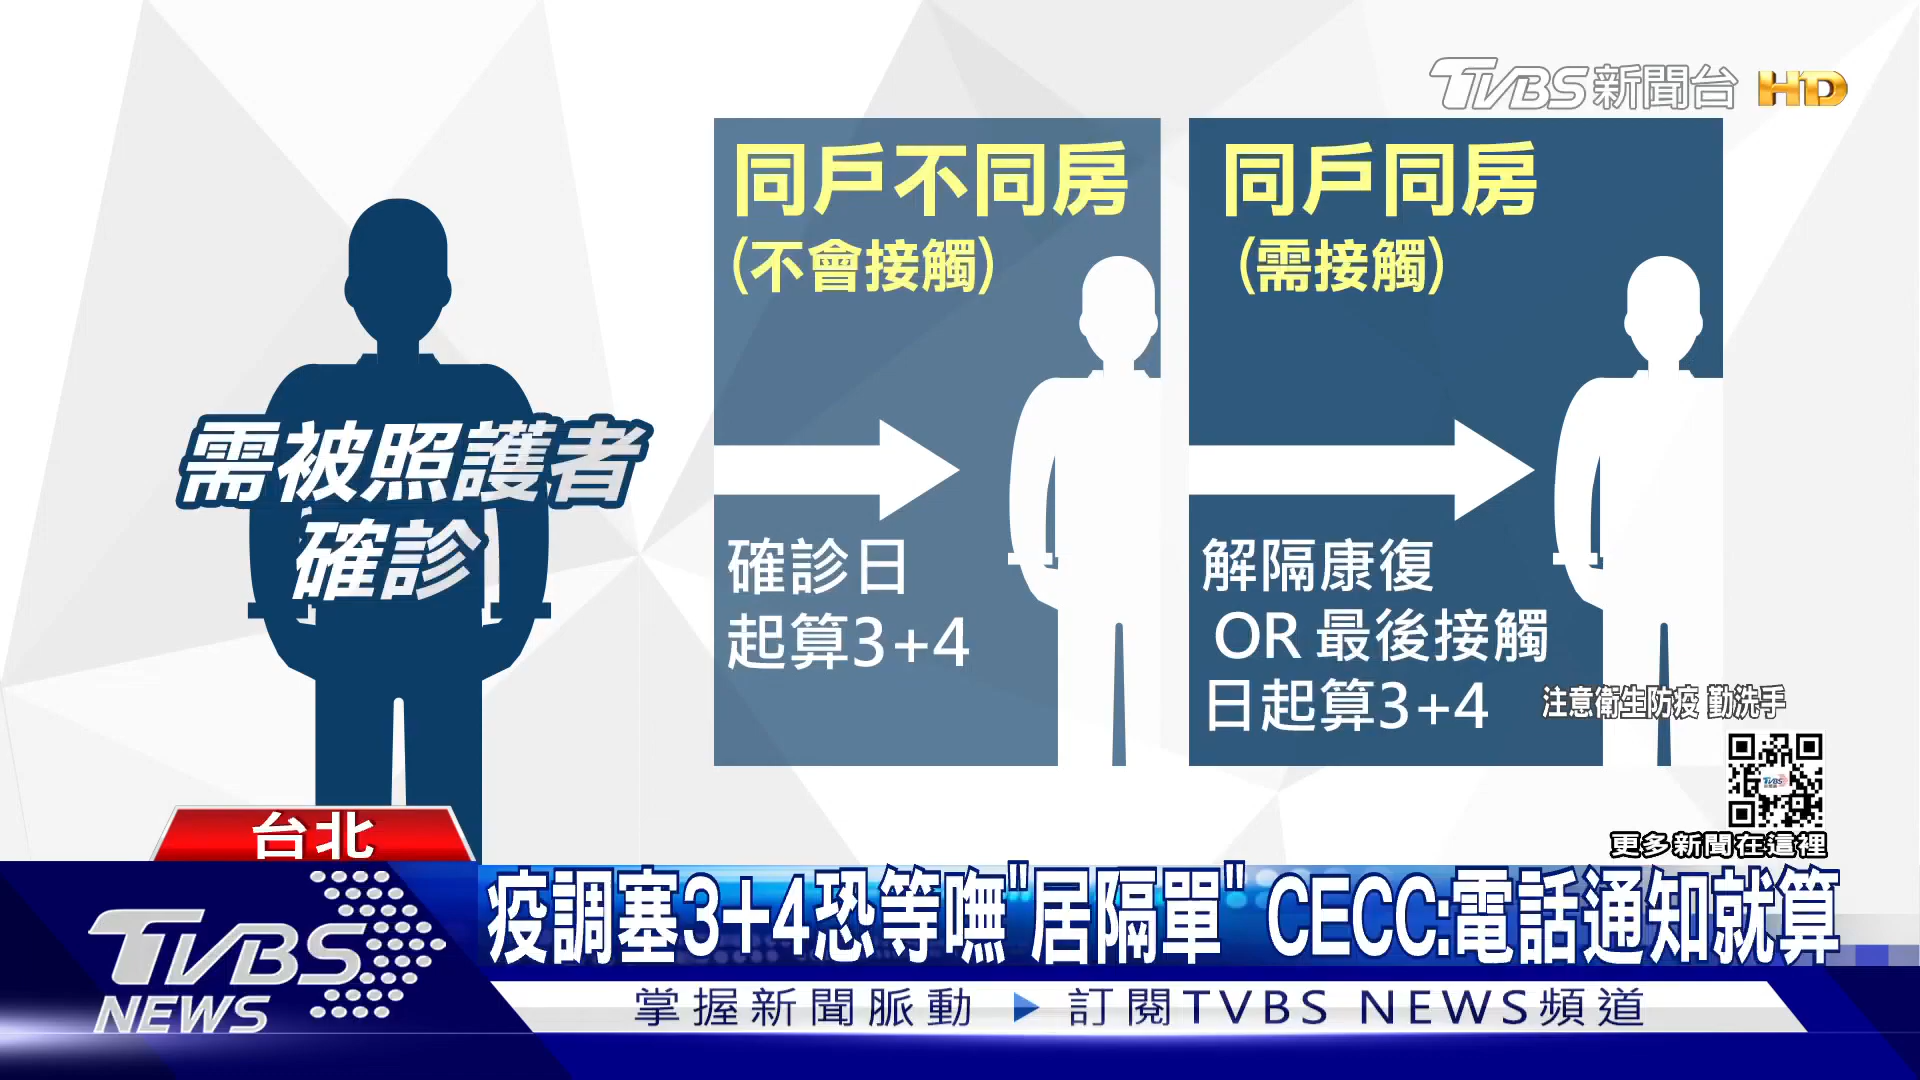 TVBS新聞台 HD
同戶不同房
(不會接觸)
同戶同房
(需接觸)
需被照護者
確診
確診日
起算3+4
解隔康復
OR 最後接觸
日起算3+4
注意衛生防疫 勤洗手
TVBS
更多新聞在這裡
台北
疫調塞3+4恐等嘸"居隔單" CECC:電話通知就算
TVBS
NEWS
掌握新聞脈動 ▶ 訂閱TVBS NEWS頻道